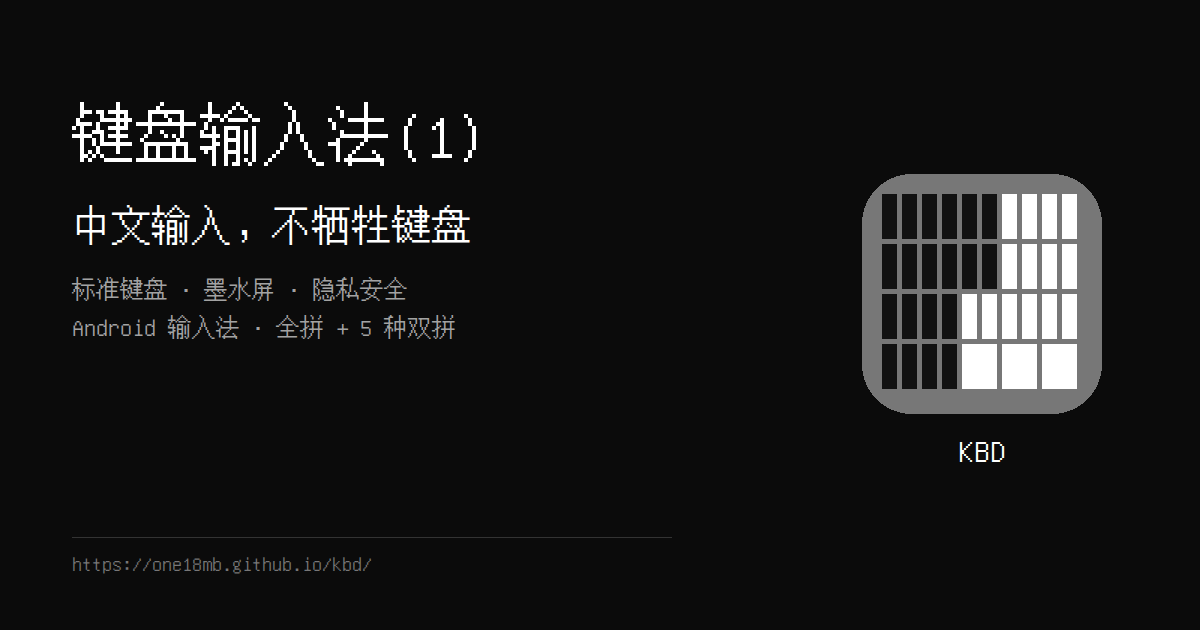 键盘输入法(1)
中文输入，不牺牲键盘
标准键盘 · 墨水屏 · 隐私安全
Android 输入法 · 全拼 + 5 种双拼
KBD
https://one18mb.github.io/kbd/